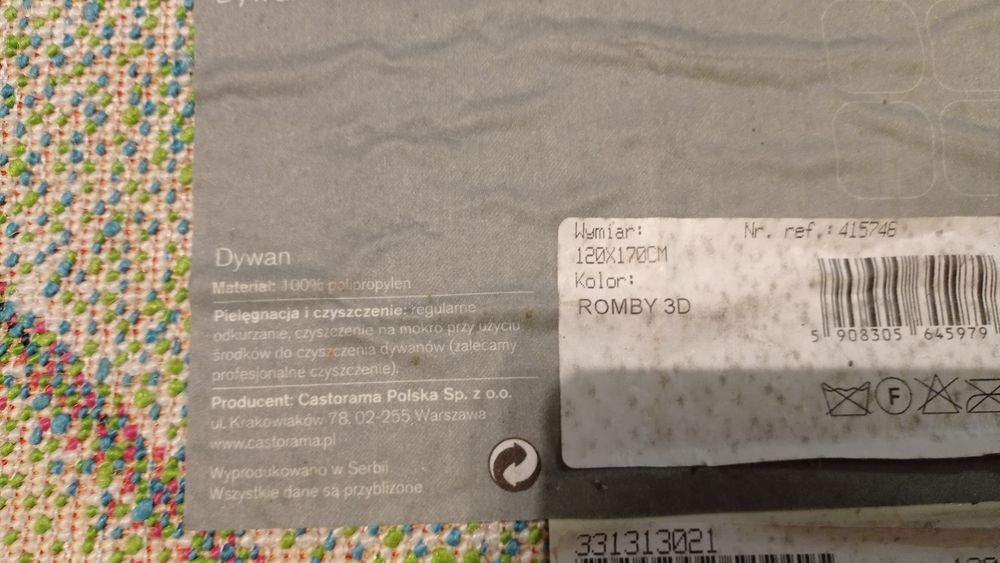 Dywan
Dywan
Materiał: 100% polipropylen
Pielęgnacja i czyszczenie: regularne
odkurzanie, czyszczenie na mokro przy użyciu
środków do czyszczenia dywanów (zalecamy
profesjonalne czyszczenie).
Producent: Castorama Polska Sp. z o.o.
ul. Krakowiaków 78, 02-255 Warszawa
www.castorama.pl
Wyprodukowano w Serbii
Wszystkie dane są przybliżone
Wymiar: Nr. ref.: 415746
120X170CM
Kolor:
ROMBY 3D
5 908305 645979
F
331313021